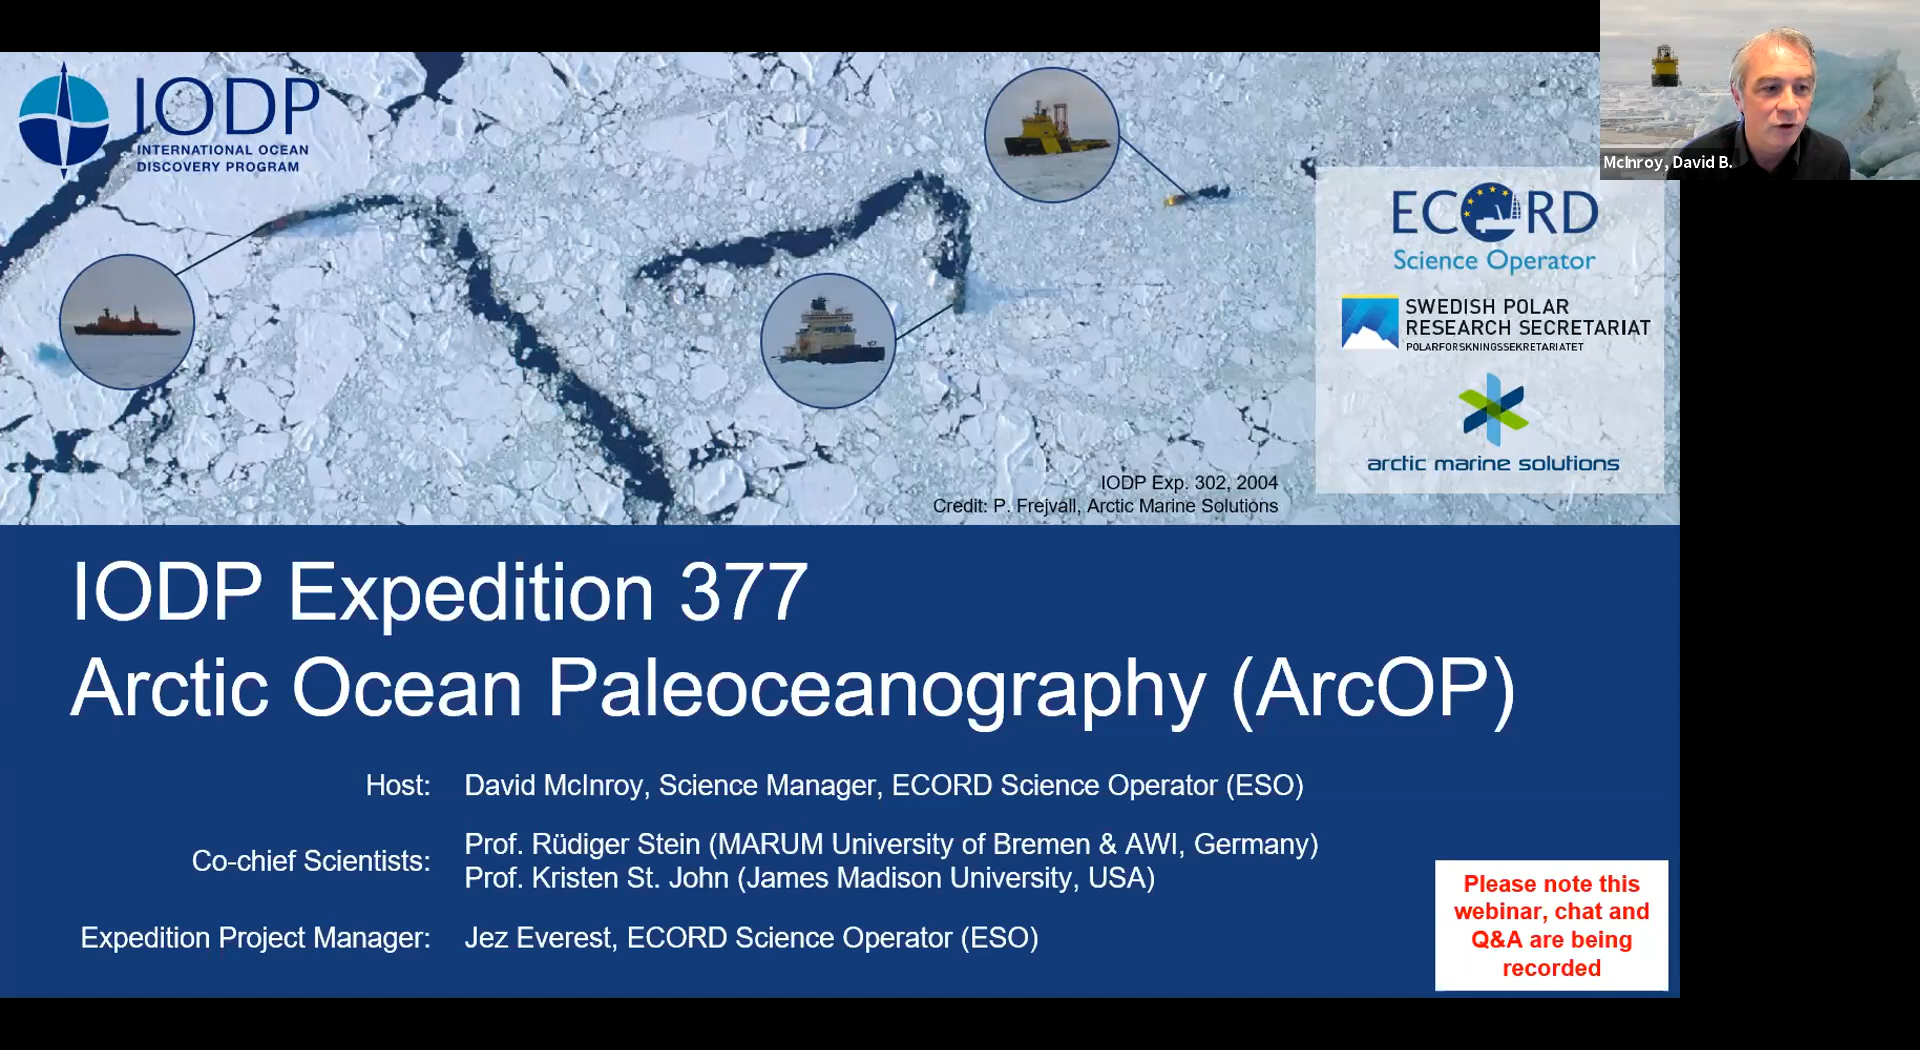 IODP
INTERNATIONAL OCEAN
DISCOVERY PROGRAM
McInroy, David B.
ECORD
Science Operator
SWEDISH POLAR
RESEARCH SECRETARIAT
POLARFORSKNINGSSEKRETARIATET
arctic marine solutions
IODP Exp. 302, 2004
Credit: P. Frejvall, Arctic Marine Solutions
IODP Expedition 377
Arctic Ocean Paleoceanography (ArcOP)
Host: David McInroy, Science Manager, ECORD Science Operator (ESO)
Co-chief Scientists: Prof. Rüdiger Stein (MARUM University of Bremen & AWI, Germany)
Prof. Kristen St. John (James Madison University, USA)
Expedition Project Manager: Jez Everest, ECORD Science Operator (ESO)
Please note this
webinar, chat and
Q&A are being
recorded